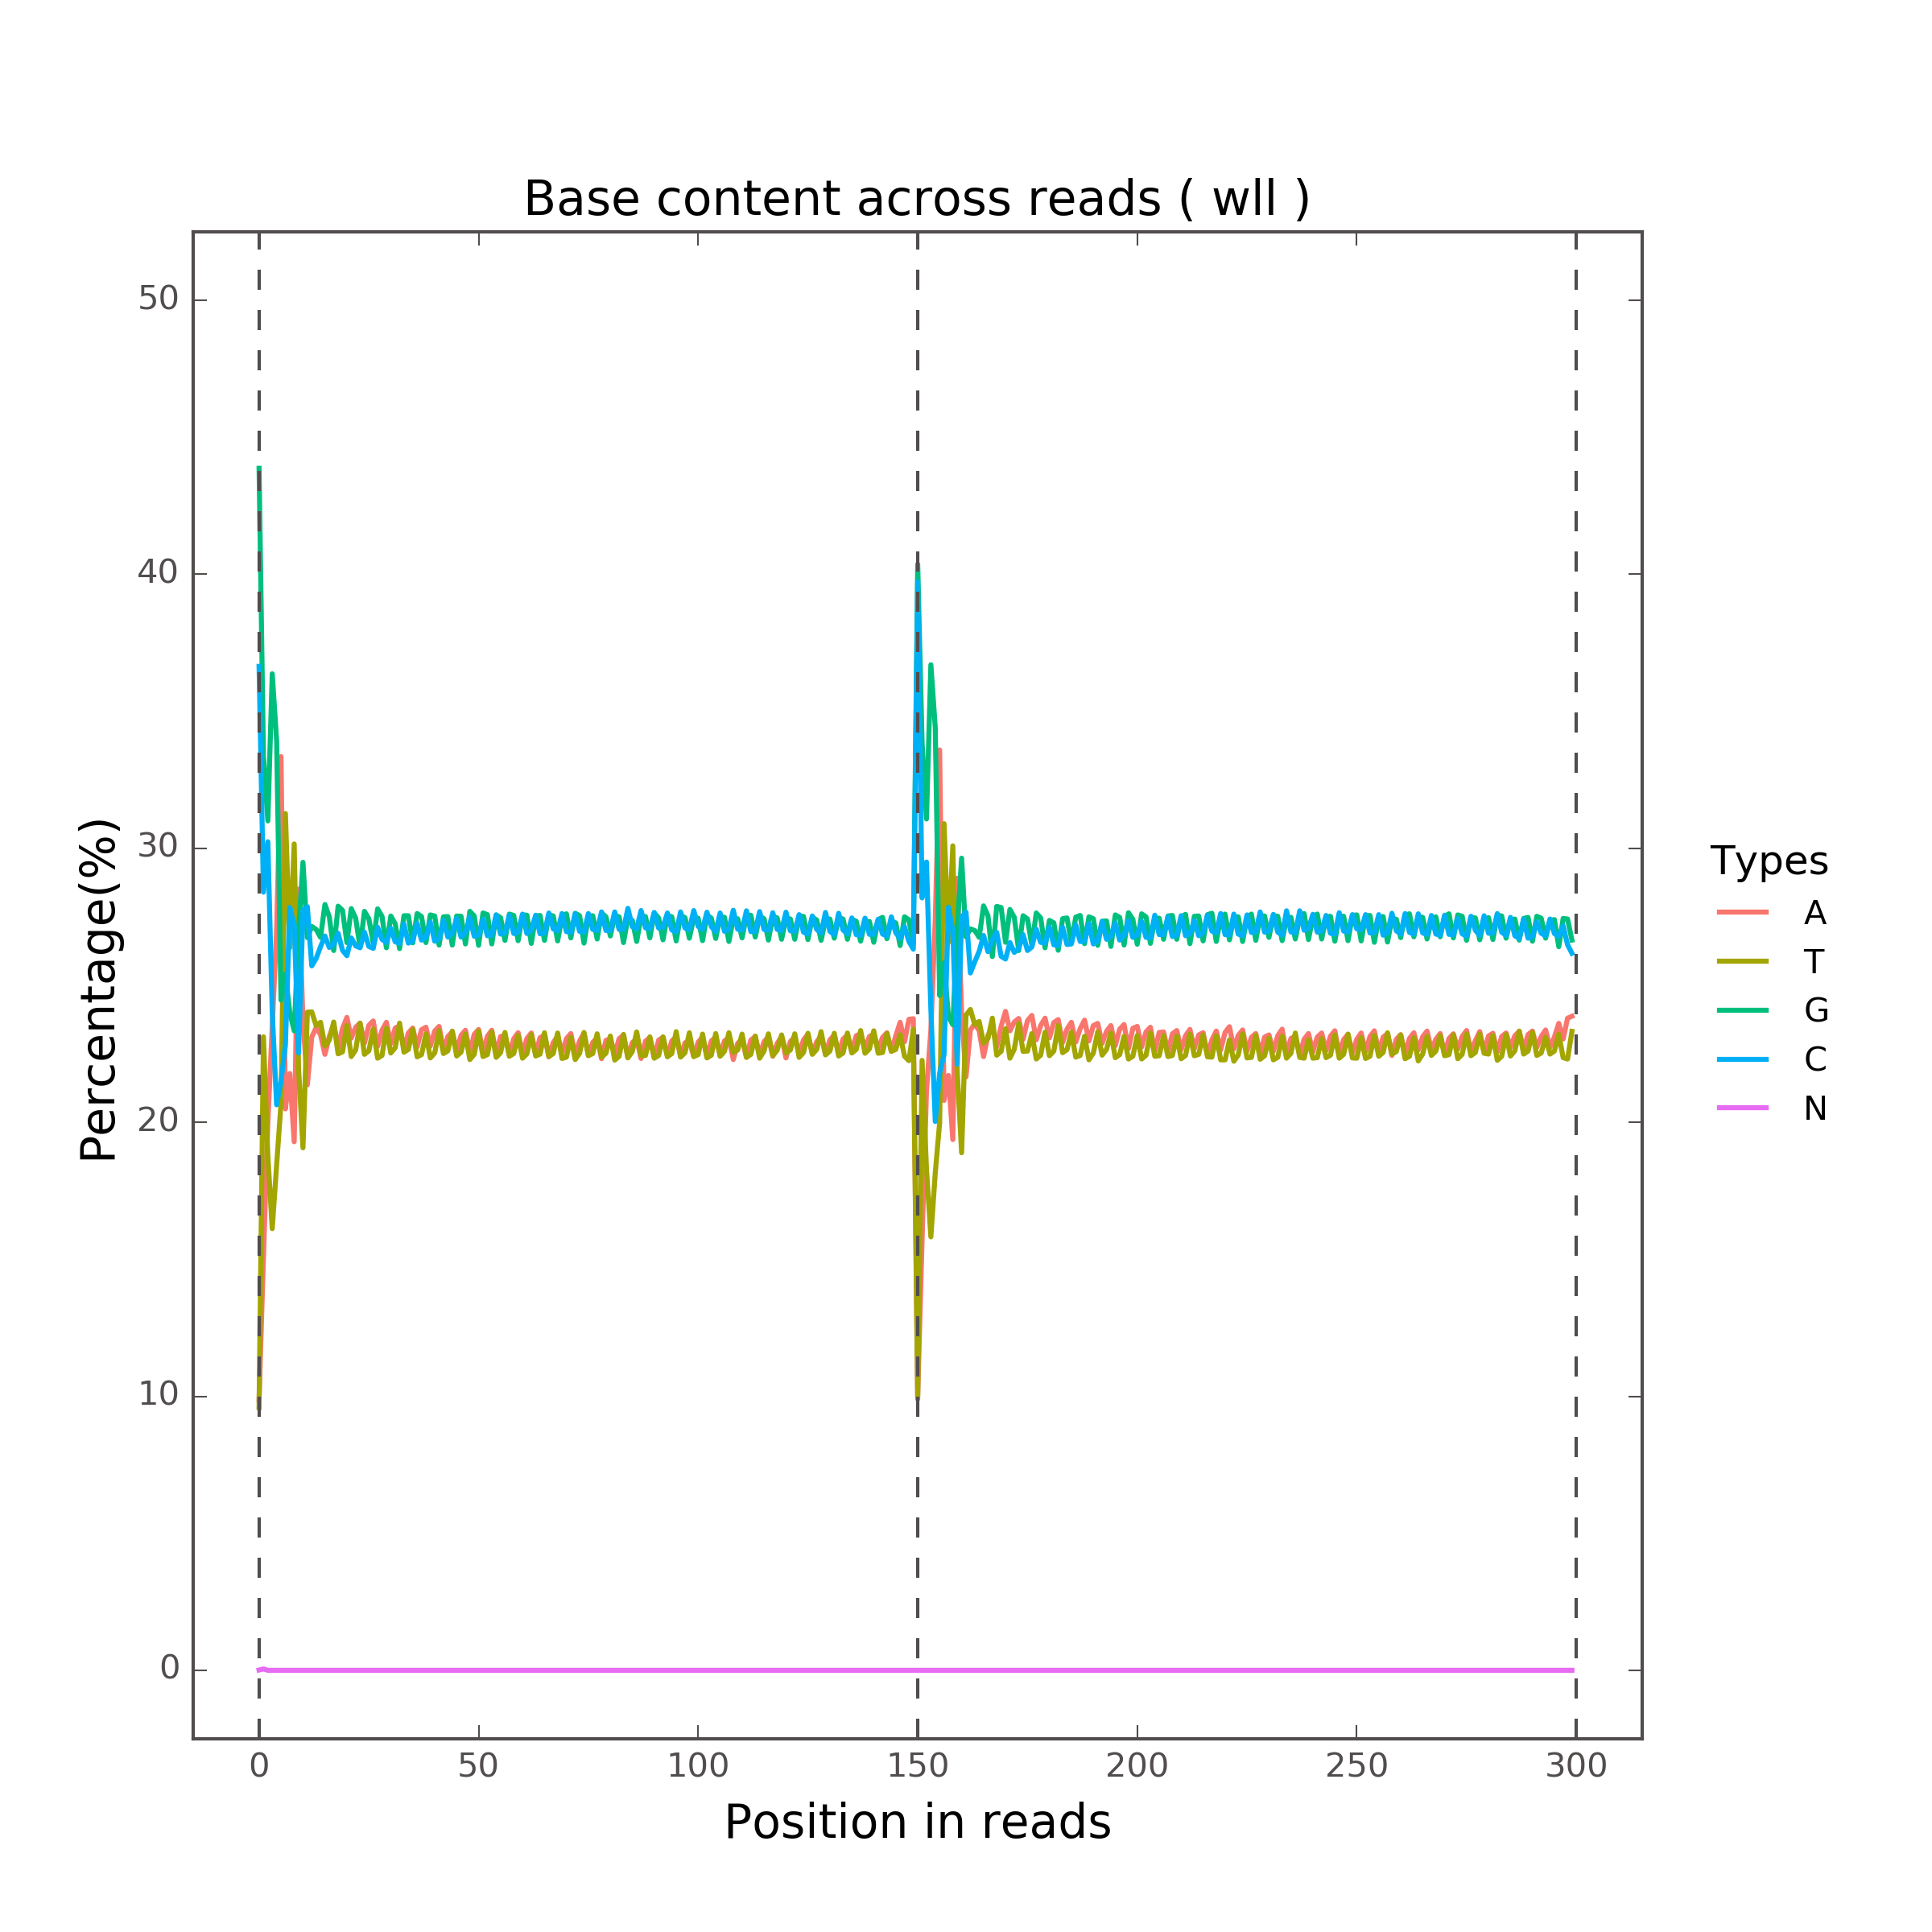 Base content across reads ( wll )
Percentage(%)
50
40
30
20
10
0
0 50 100 150 200 250 300
Position in reads
Types
A
T
G
C
N